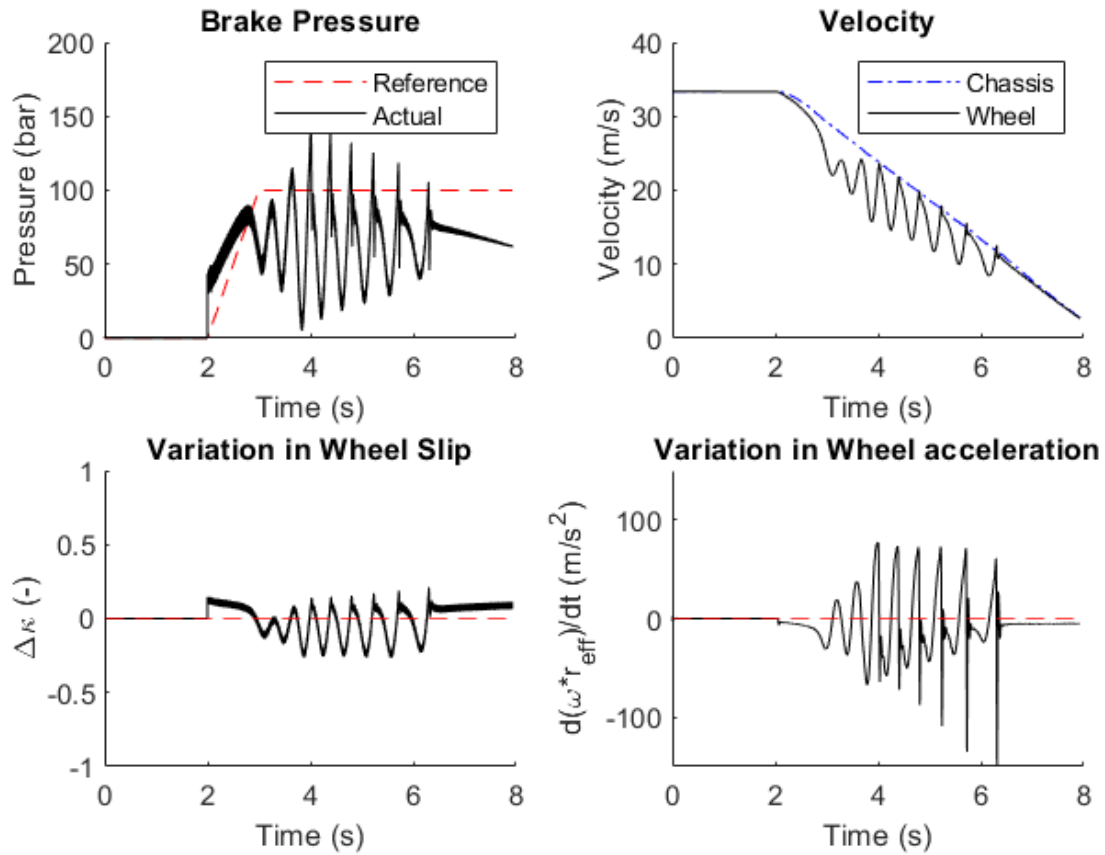 Brake Pressure
200
150
100
50
0
Pressure (bar)
Reference
Actual
0 2 4 6 8
Time (s)
Velocity
40
30
20
10
0
Velocity (m/s)
Chassis
Wheel
0 2 4 6 8
Time (s)
Variation in Wheel Slip
1
0.5
0
-0.5
-1
Δκ (-)
0 2 4 6 8
Time (s)
Variation in Wheel acceleration
100
0
-100
d(ω*r_eff)/dt (m/s²)
0 2 4 6 8
Time (s)